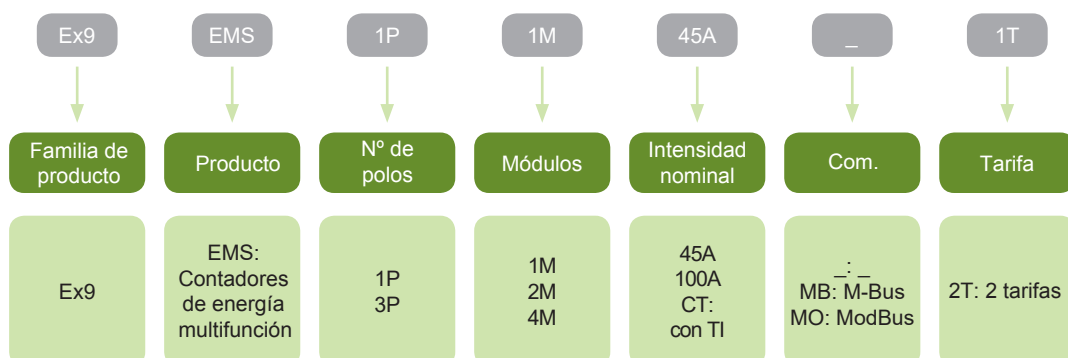 Ex9
EMS
1P
1M
45A
_
1T
Familia de
producto
Producto
Nº de
polos
Módulos
Intensidad
nominal
Com.
Tarifa
Ex9
EMS:
Contadores
de energía
multifunción
1P
3P
1M
2M
4M
45A
100A
CT:
con TI
_: _
MB: M-Bus
MO: ModBus
2T: 2 tarifas